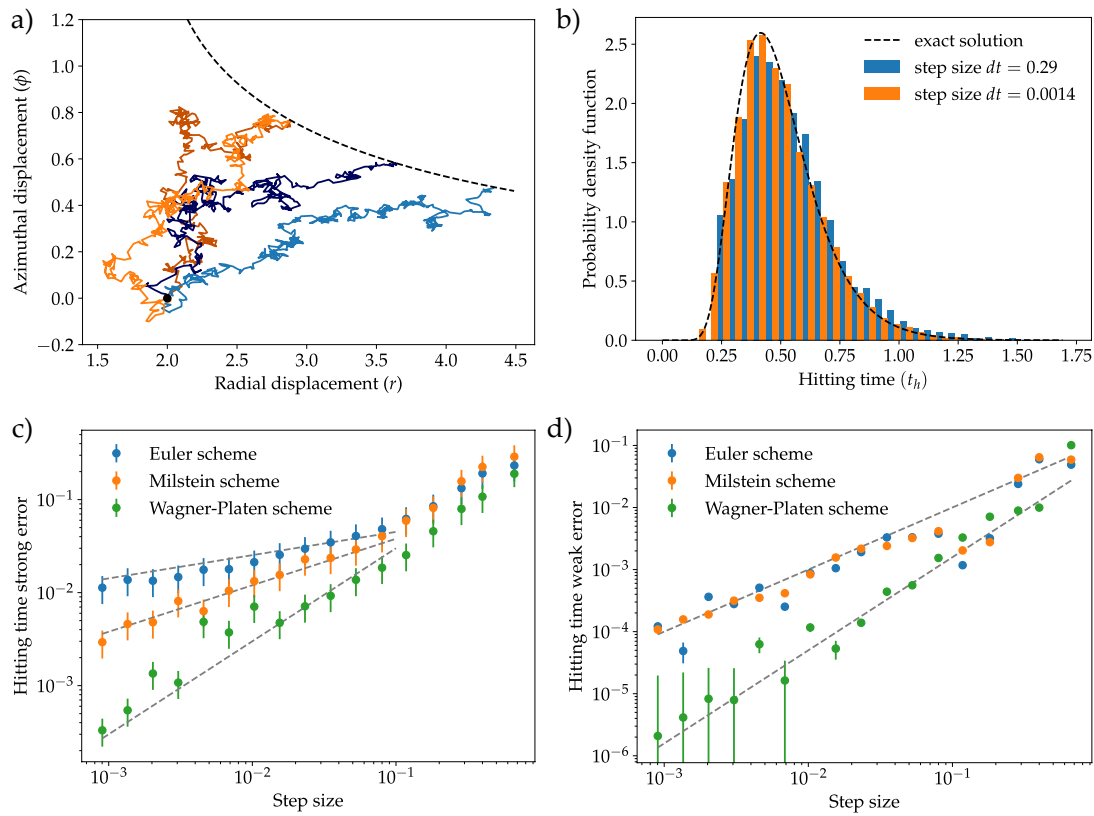 a)
1.2
1.0
0.8
0.6
0.4
0.2
0.0
−0.2
1.5
2.0
2.5
3.0
3.5
4.0
4.5
Azimuthal displacement (ϕ)
Radial displacement (r)
b)
exact solution
step size dt = 0.29
step size dt = 0.0014
2.5
2.0
1.5
1.0
0.5
0.0
0.00
0.25
0.50
0.75
1.00
1.25
1.50
1.75
Probability density function
Hitting time (t_h)
c)
Euler scheme
Milstein scheme
Wagner-Platen scheme
10⁻¹
10⁻²
10⁻³
10⁻³
10⁻²
10⁻¹
Hitting time strong error
Step size
d)
Euler scheme
Milstein scheme
Wagner-Platen scheme
10⁻¹
10⁻²
10⁻³
10⁻⁴
10⁻⁵
10⁻⁶
10⁻³
10⁻²
10⁻¹
Hitting time weak error
Step size